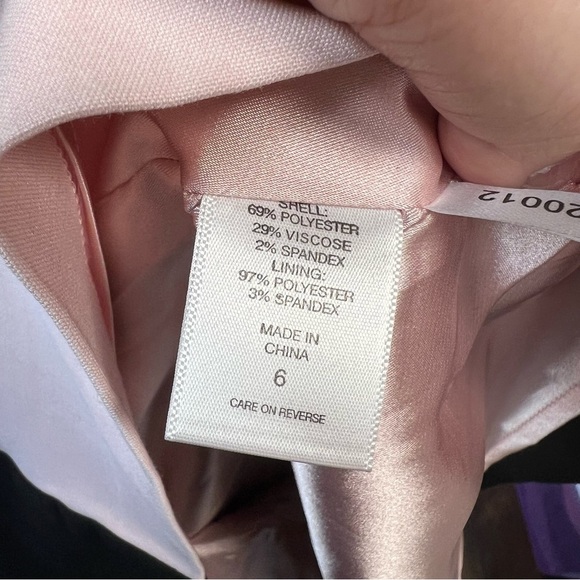 SHELL:
69% POLYESTER
29% VISCOSE
2% SPANDEX
LINING:
97% POLYESTER
3% SPANDEX
MADE IN
CHINA
6
CARE ON REVERSE
20012